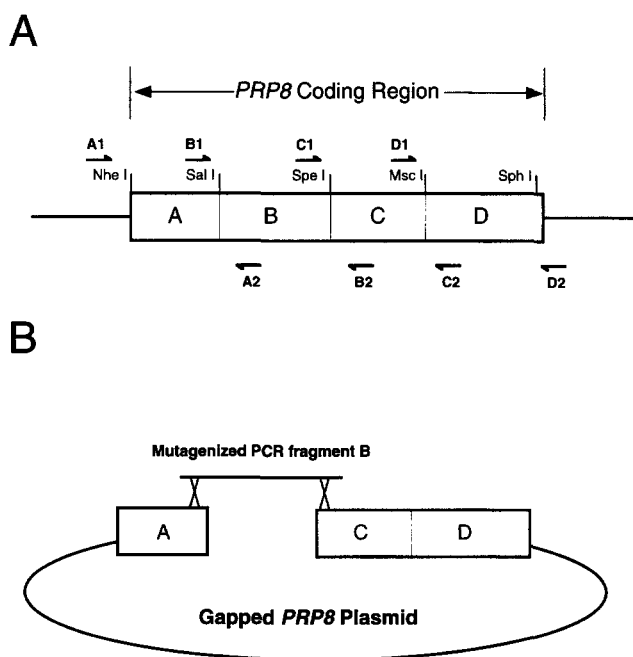 A
PRP8 Coding Region
A1 B1 C1 D1
Nhe I Sal I Spe I Msc I Sph I
A B C D
A2 B2 C2 D2
B
Mutagenized PCR fragment B
A C D
Gapped PRP8 Plasmid